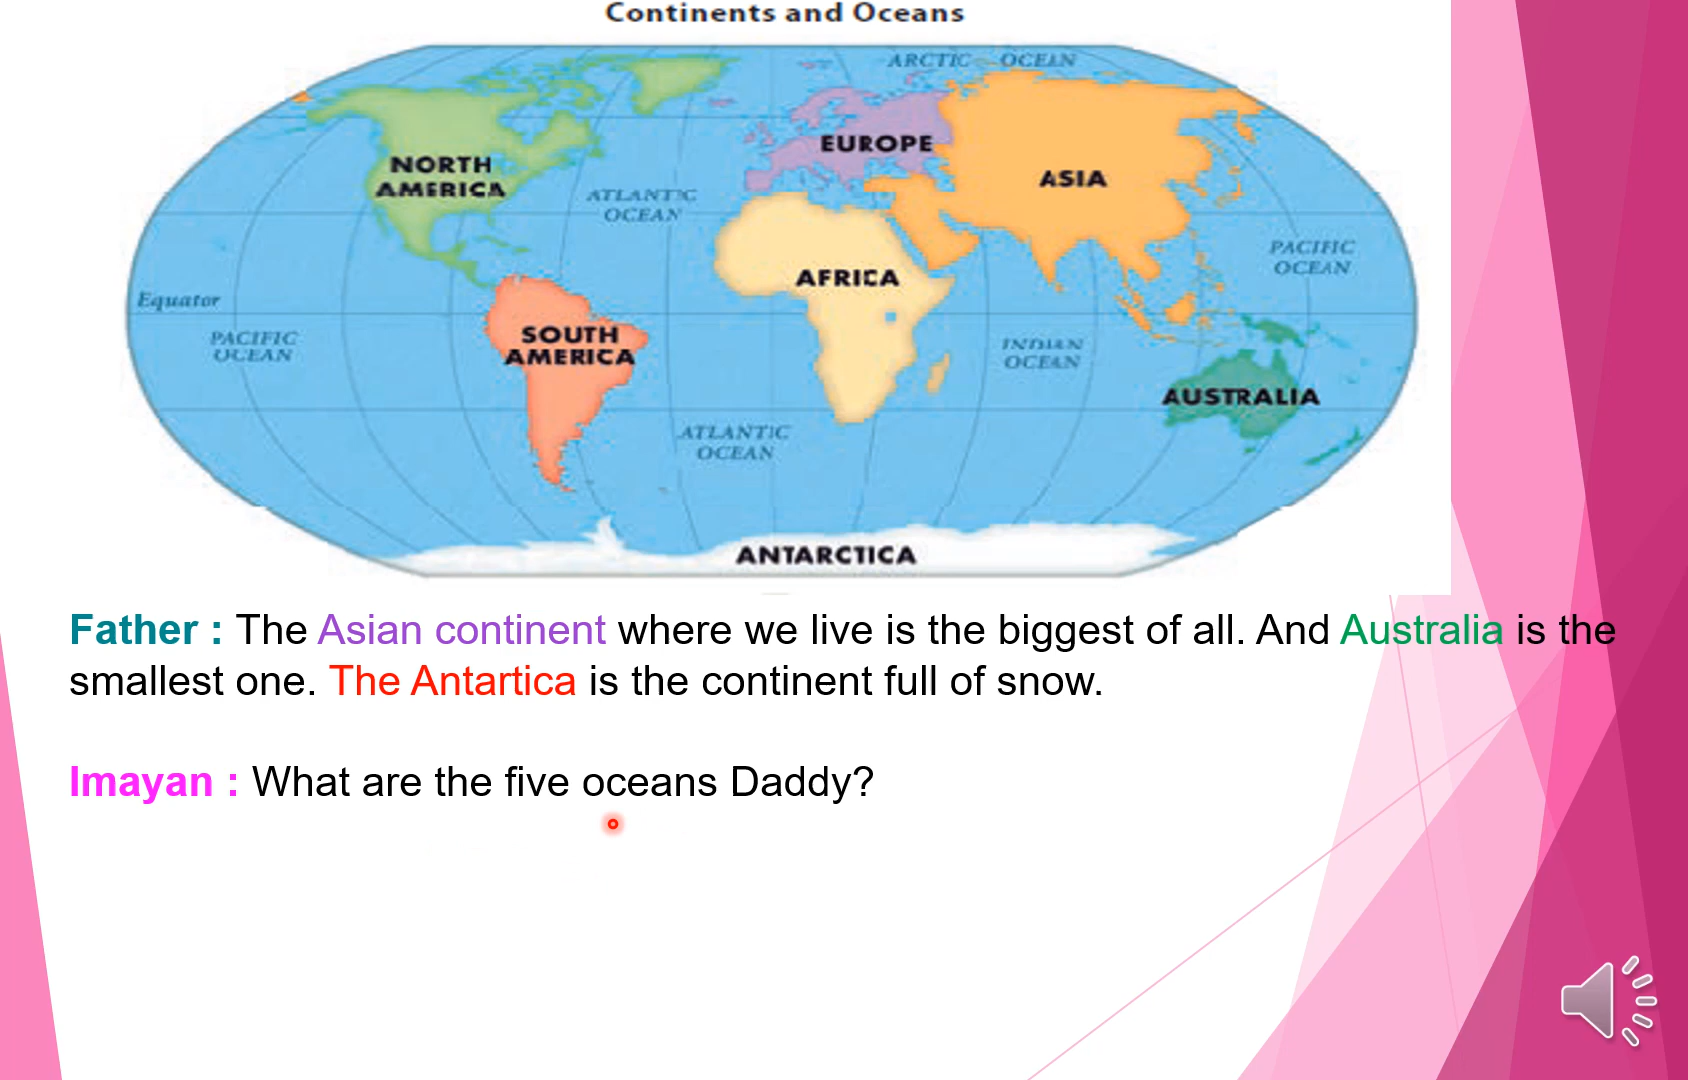 Continents and Oceans
ARCTIC OCEAN
EUROPE
NORTH
AMERICA
ASIA
ATLANTIC
OCEAN
PACIFIC
OCEAN
AFRICA
Equator
SOUTH
AMERICA
PACIFIC
OCEAN
INDIAN
OCEAN
AUSTRALIA
ATLANTIC
OCEAN
ANTARCTICA
Father : The Asian continent where we live is the biggest of all. And Australia is the
smallest one. The Antartica is the continent full of snow.
Imayan : What are the five oceans Daddy?